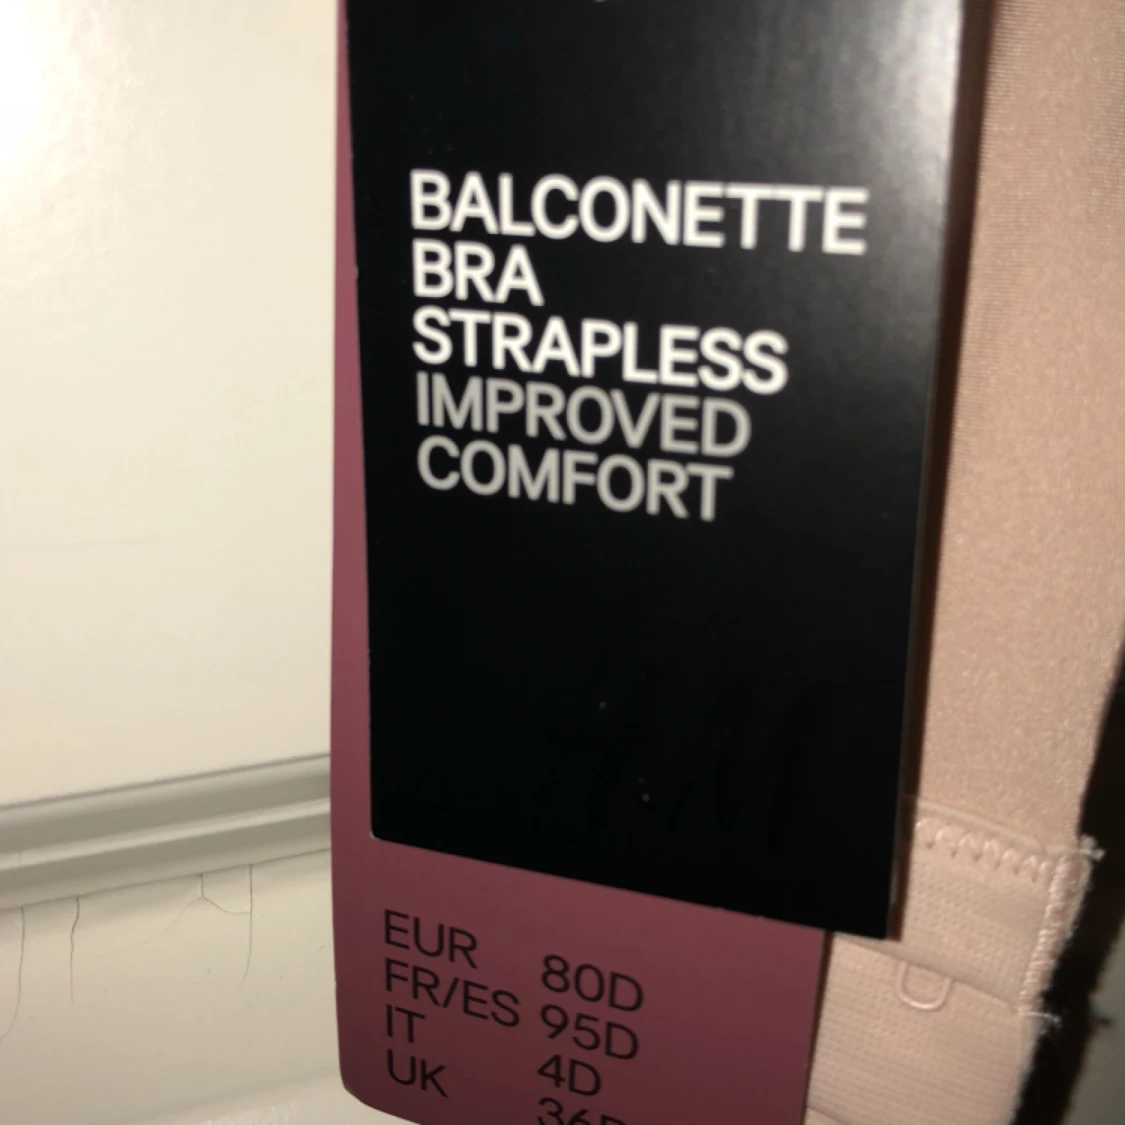 BALCONETTE
BRA
STRAPLESS
IMPROVED
COMFORT
EUR 80D
FR/ES 95D
IT 4D
UK